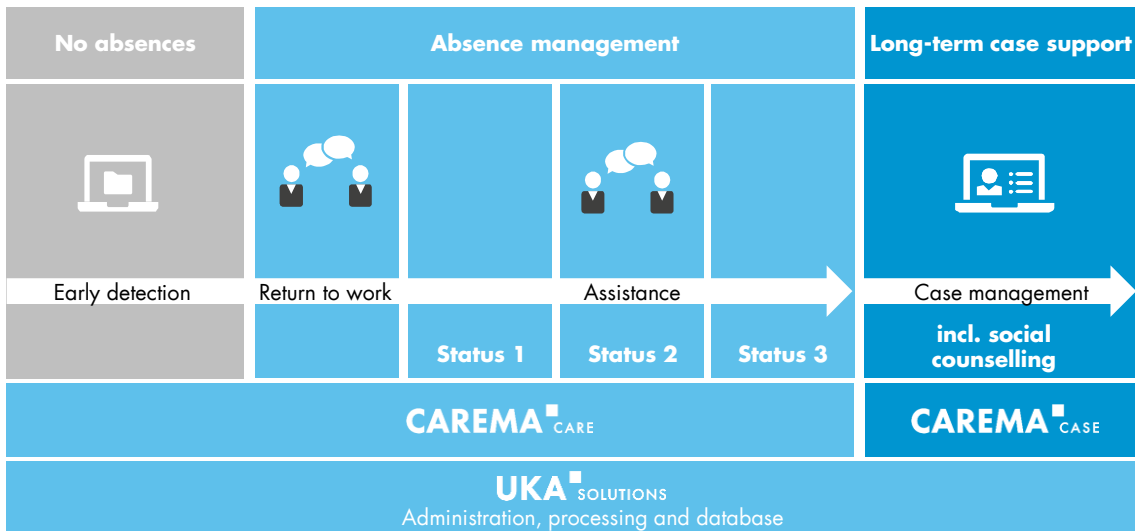 No absences
Absence management
Long-term case support
Early detection
Return to work
Assistance
Case management
Status 1
Status 2
Status 3
incl. social
counselling
CAREMA CARE
CAREMA CASE
UKA SOLUTIONS
Administration, processing and database